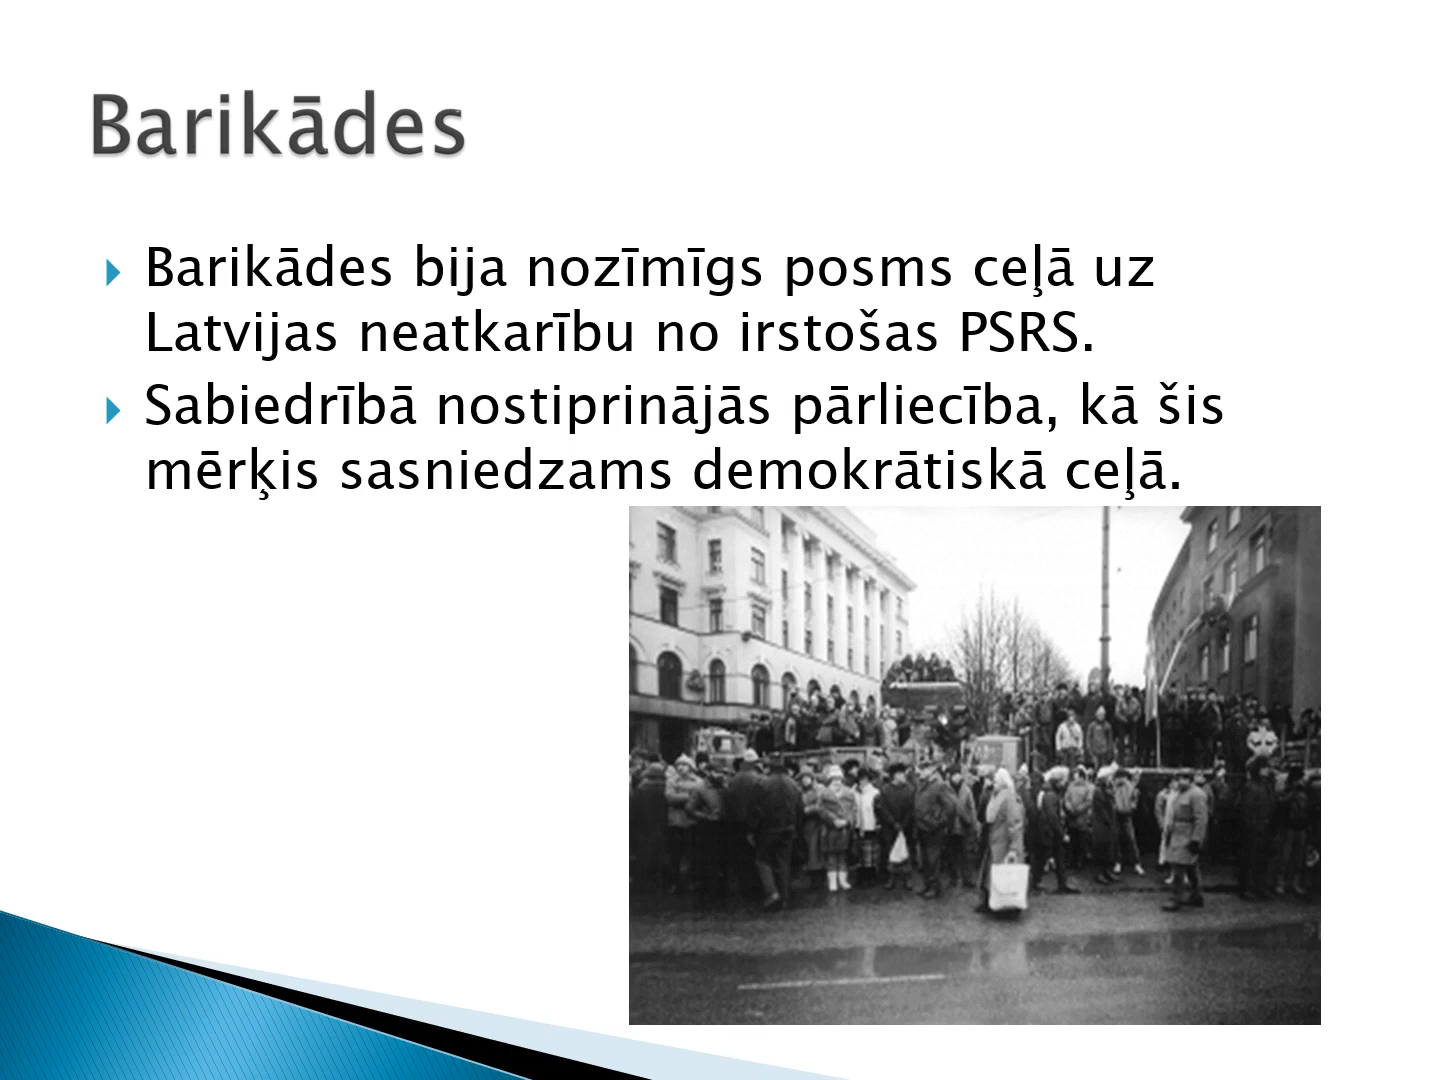 Barikādes
Barikādes bija nozīmīgs posms ceļā uz
Latvijas neatkarību no irstošas PSRS.
Sabiedrībā nostiprinājās pārliecība, kā šis
mērķis sasniedzams demokrātiskā ceļā.